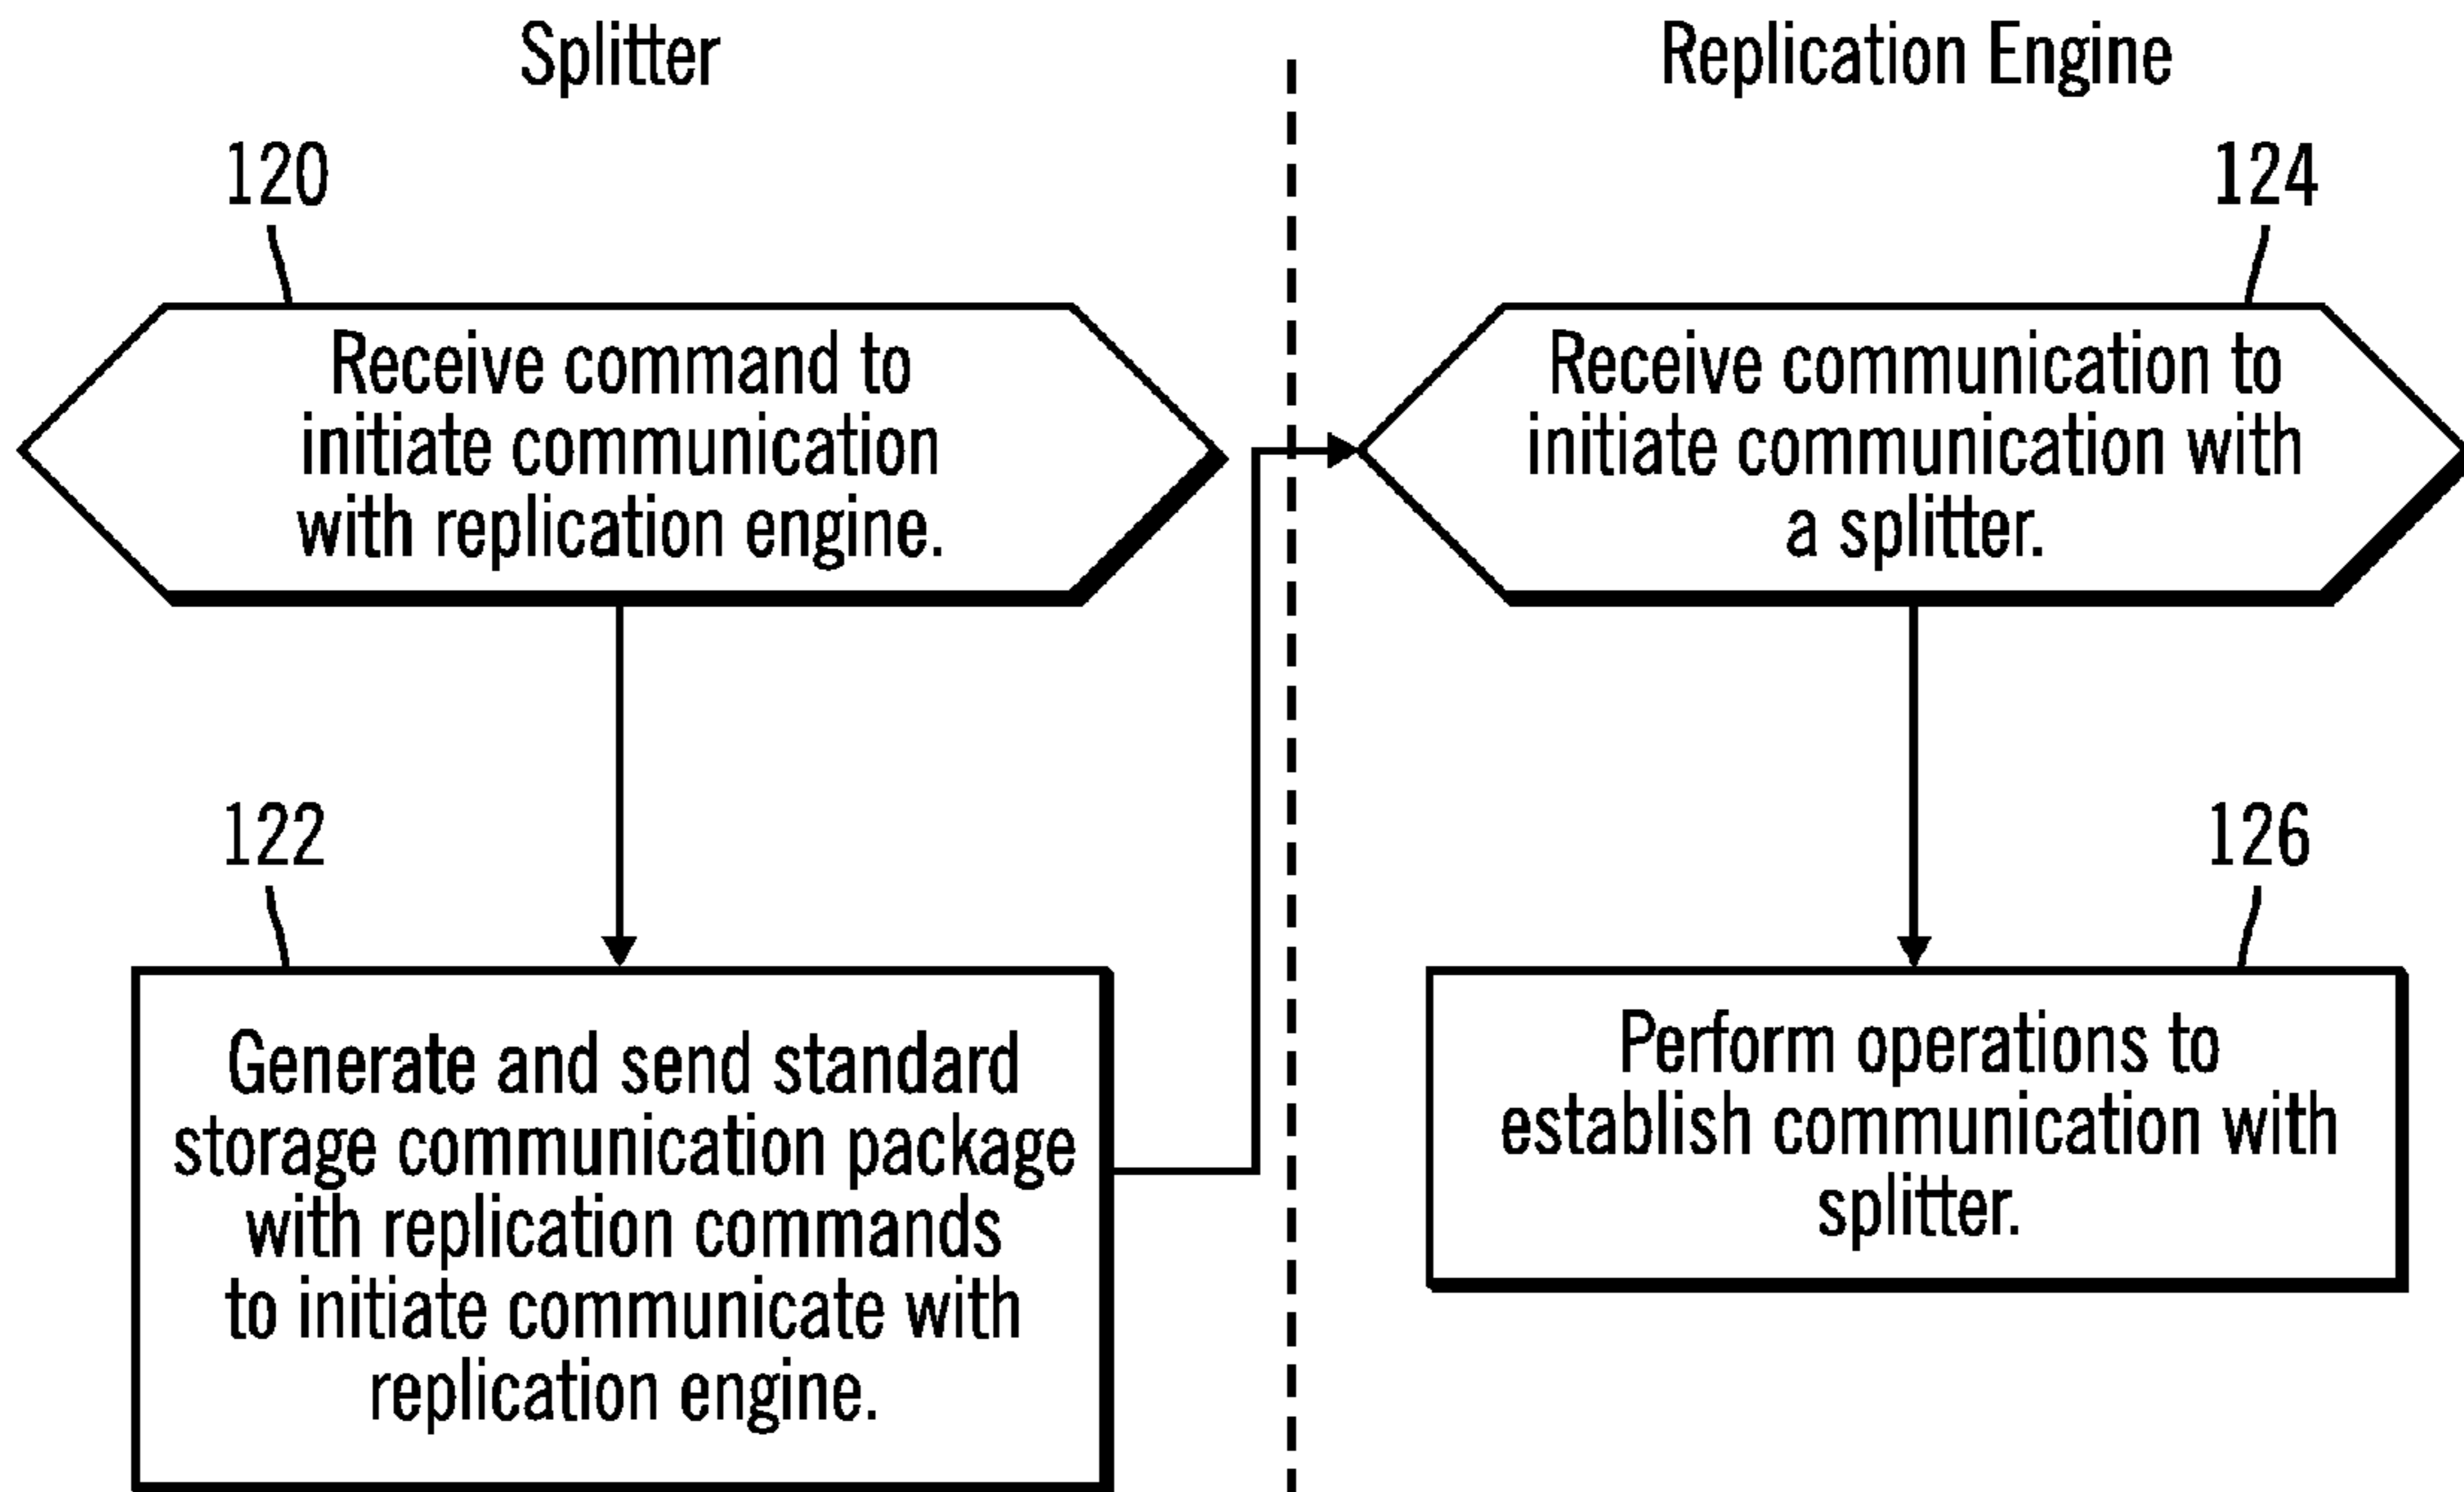 Splitter
120
Receive command to
initiate communication
with replication engine.
122
Generate and send standard
storage communication package
with replication commands
to initiate communicate with
replication engine.
Replication Engine
124
Receive communication to
initiate communication with
a splitter.
126
Perform operations to
establish communication with
splitter.